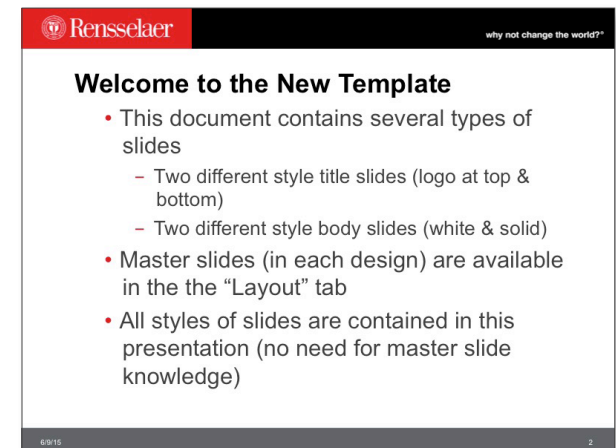 Rensselaer
why not change the world?®
Welcome to the New Template
• This document contains several types of
slides
– Two different style title slides (logo at top &
bottom)
– Two different style body slides (white & solid)
• Master slides (in each design) are available
in the the “Layout” tab
• All styles of slides are contained in this
presentation (no need for master slide
knowledge)
6/9/15
2